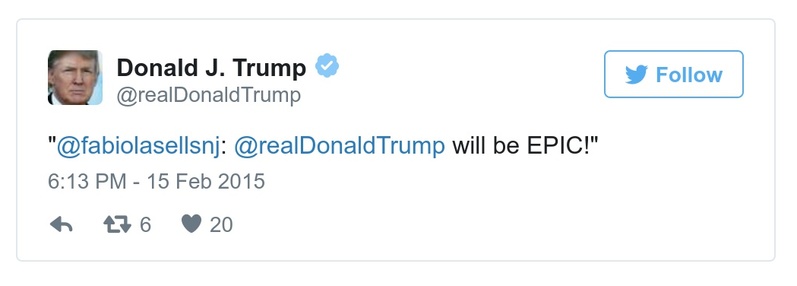 Donald J. Trump
@realDonaldTrump
Follow
"@fabiolasellsnj: @realDonaldTrump will be EPIC!"
6:13 PM - 15 Feb 2015
6 20